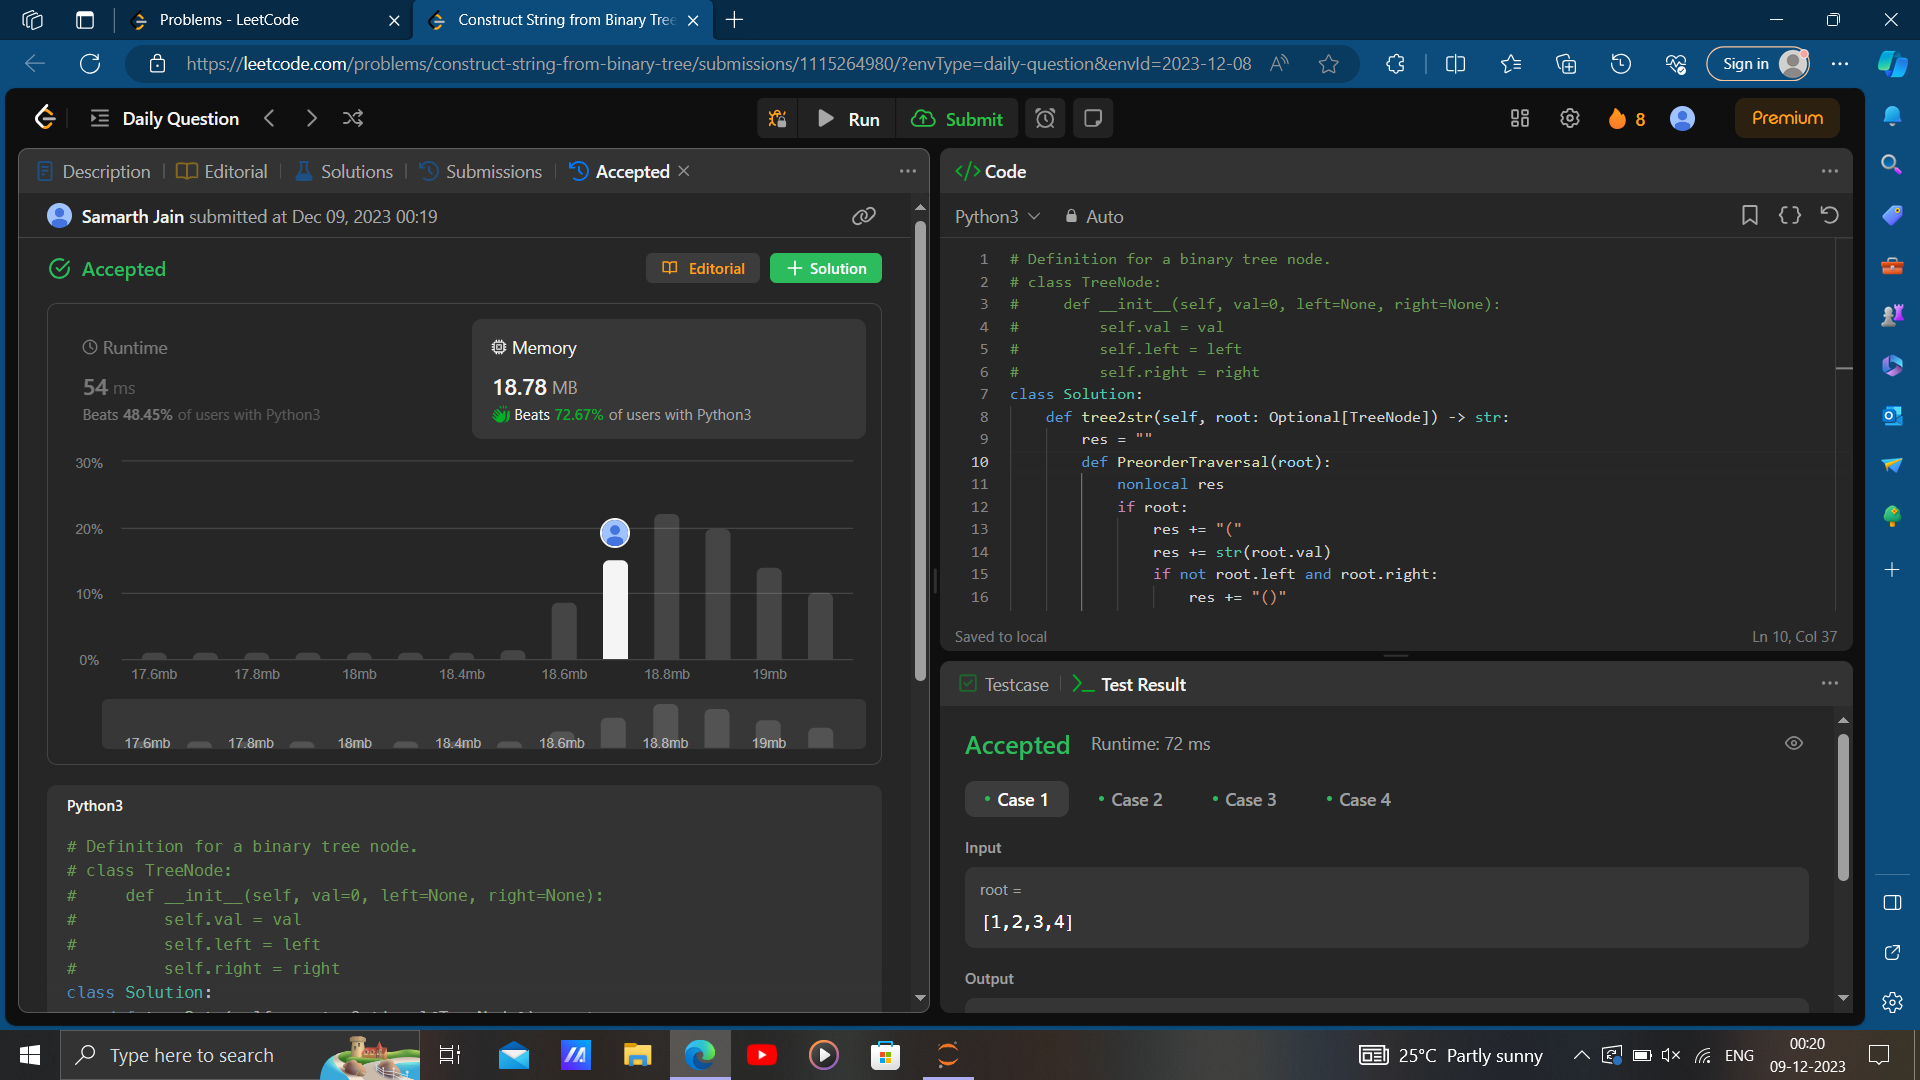 Problems - LeetCode
Construct String from Binary Tree
https://leetcode.com/problems/construct-string-from-binary-tree/submissions/1115264980/?envType=daily-question&envId=2023-12-08
Sign in
Daily Question
Run
Submit
8
Premium
Description
Editorial
Solutions
Submissions
Accepted
Samarth Jain submitted at Dec 09, 2023 00:19
Accepted
Editorial
Solution
Runtime
54 ms
Beats 48.45% of users with Python3
Memory
18.78 MB
Beats 72.67% of users with Python3
30%
20%
10%
0%
17.6mb 17.8mb 18mb 18.4mb 18.6mb 18.8mb 19mb
17.6mb 17.8mb 18mb 18.4mb 18.6mb 18.8mb 19mb
Python3
# Definition for a binary tree node.
# class TreeNode:
#     def __init__(self, val=0, left=None, right=None):
#         self.val = val
#         self.left = left
#         self.right = right
class Solution:
</> Code
Python3
Auto
1 # Definition for a binary tree node.
2 # class TreeNode:
3 #     def __init__(self, val=0, left=None, right=None):
4 #         self.val = val
5 #         self.left = left
6 #         self.right = right
7 class Solution:
8     def tree2str(self, root: Optional[TreeNode]) -> str:
9         res = ""
10         def PreorderTraversal(root):
11             nonlocal res
12             if root:
13                 res += "("
14                 res += str(root.val)
15                 if not root.left and root.right:
16                     res += "()"
Saved to local
Ln 10, Col 37
Testcase
Test Result
Accepted
Runtime: 72 ms
Case 1
Case 2
Case 3
Case 4
Input
root =
[1,2,3,4]
Output
Type here to search
25°C Partly sunny
ENG
00:20
09-12-2023